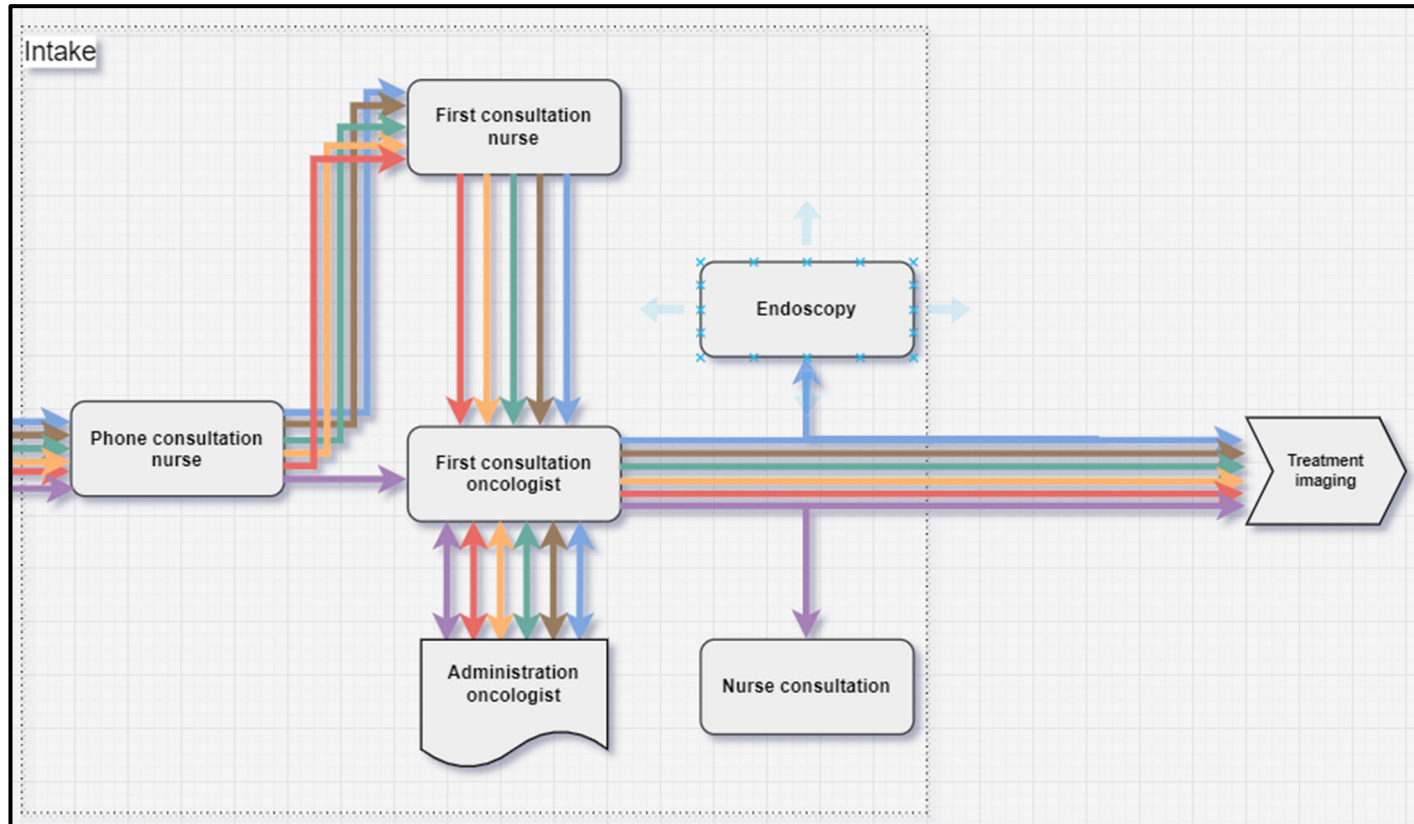 Intake
First consultation
nurse
Endoscopy
Phone consultation
nurse
First consultation
oncologist
Treatment
imaging
Administration
oncologist
Nurse consultation